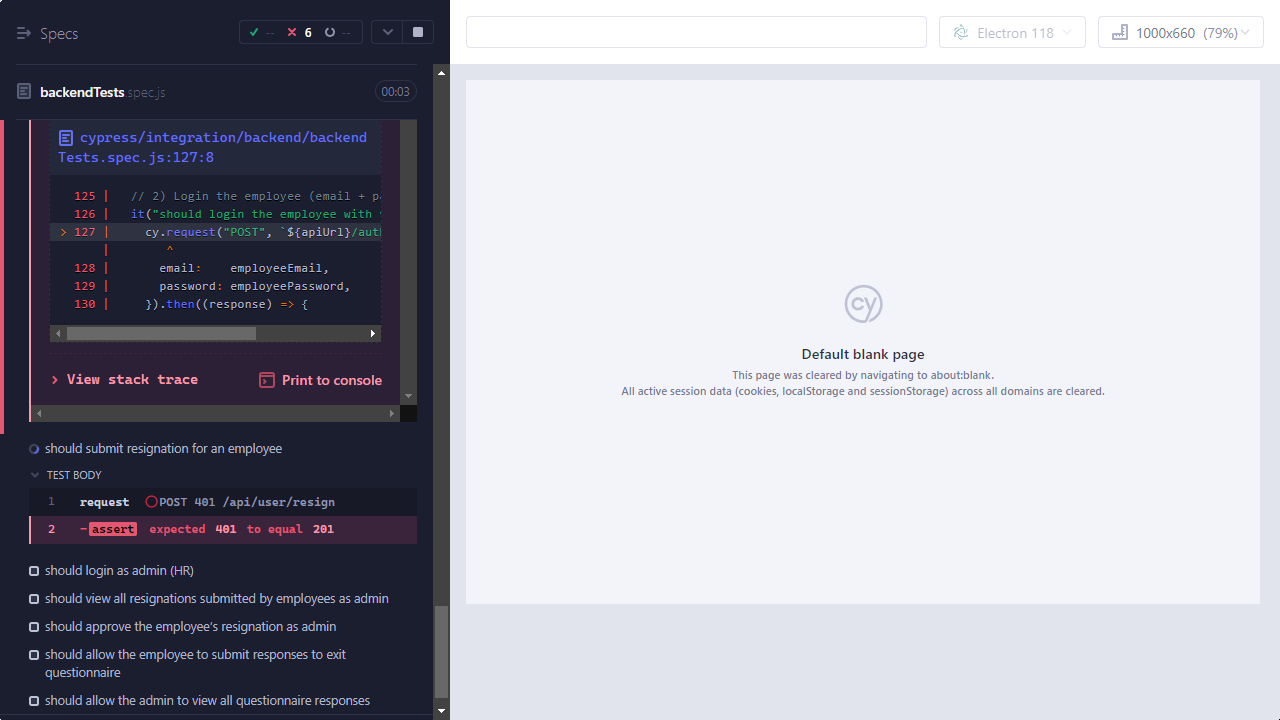 Specs
-- 6 --
Electron 118
1000x660 (79%)
backendTests.spec.js
00:03
cypress/integration/backend/backend
Tests.spec.js:127:8
125 | // 2) Login the employee (email + pa
126 | it("should login the employee with
> 127 | cy.request("POST", `${apiUrl}/aut
| ^
128 | email: employeeEmail,
129 | password: employeePassword,
130 | }).then((response) => {
View stack trace
Print to console
should submit resignation for an employee
TEST BODY
1 request POST 401 /api/user/resign
2 -assert expected 401 to equal 201
should login as admin (HR)
should view all resignations submitted by employees as admin
should approve the employee's resignation as admin
should allow the employee to submit responses to exit
questionnaire
should allow the admin to view all questionnaire responses
cy
Default blank page
This page was cleared by navigating to about:blank.
All active session data (cookies, localStorage and sessionStorage) across all domains are cleared.